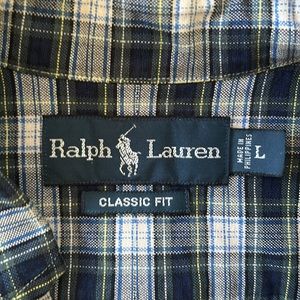 Ralph Lauren
MADE IN
PHILIPPINES
L
CLASSIC FIT